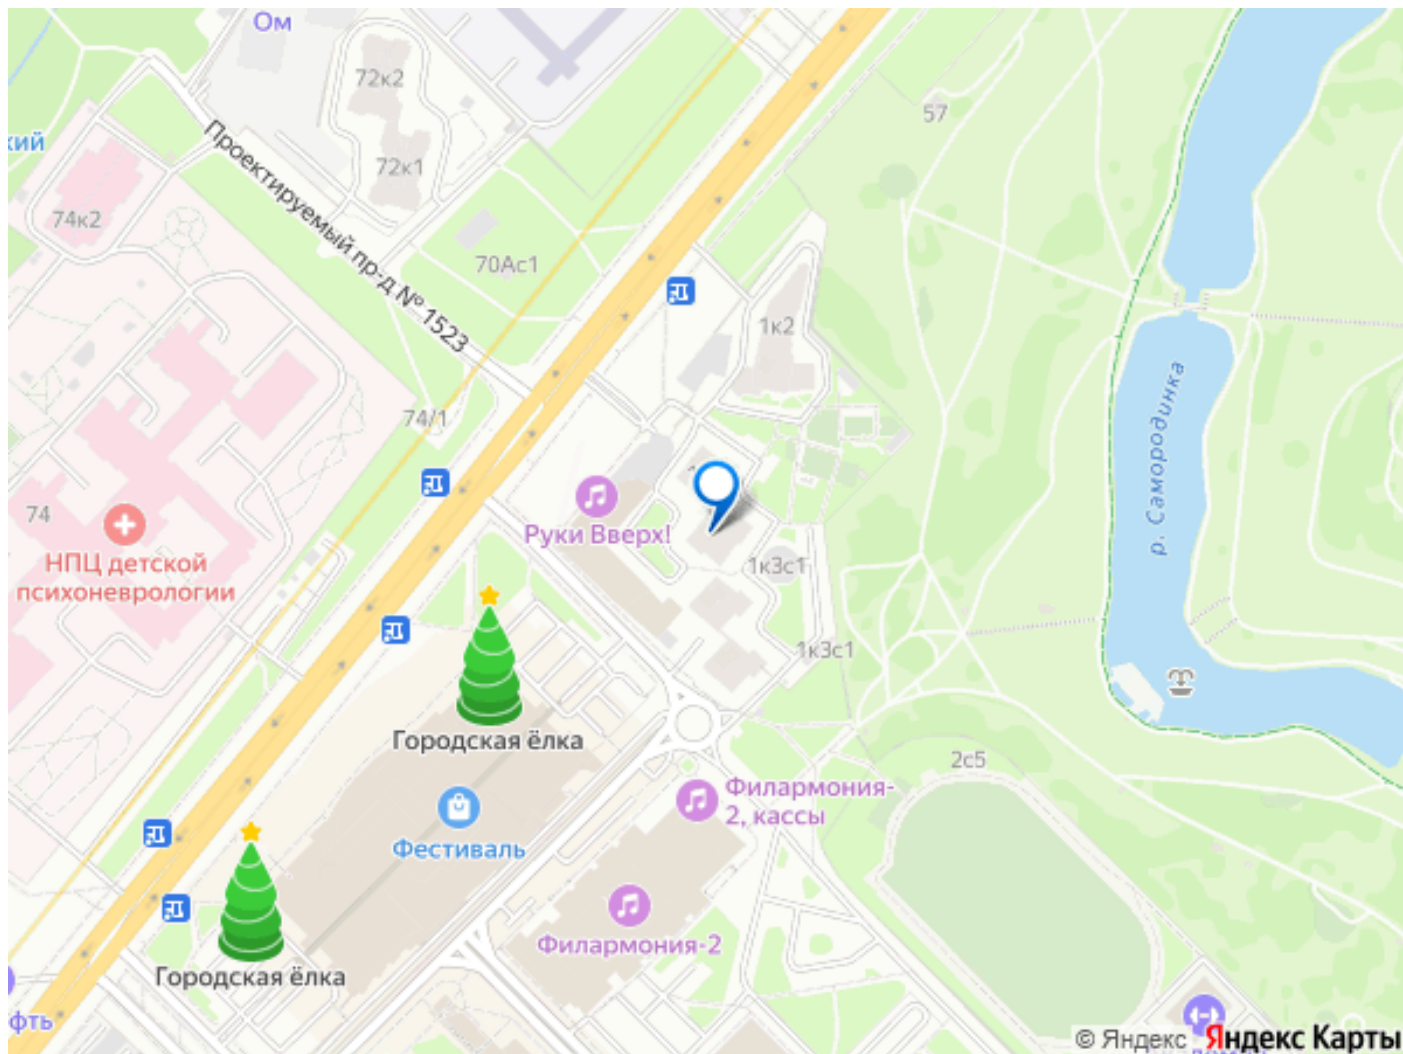 Ом
72к2
57
кий
Проектируемый пр-д № 1523
72к1
74к2
70Ас1
1к2
р. Самородинка
74/1
74
Руки Вверх!
НПЦ детской
психоневрологии
1к3с1
1к3с1
Городская ёлка
2с5
Филармония-
2, кассы
Фестиваль
Филармония-2
Городская ёлка
фть
© Яндекс Яндекс Карты